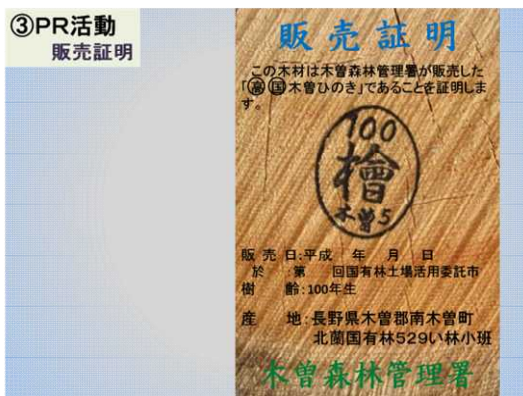 ③PR活動
販売証明
販売証明
この木材は木曽森林管理署が販売した
「㊝国木曽ひのき」であることを証明しま
す。
100
檜
木曽5
販 売 日:平成 年 月 日
於 :第 回国有林土場活用委託市
樹 齢:100年生
産 地:長野県木曽郡南木曽町
北蘭国有林529い林小班
木曽森林管理署